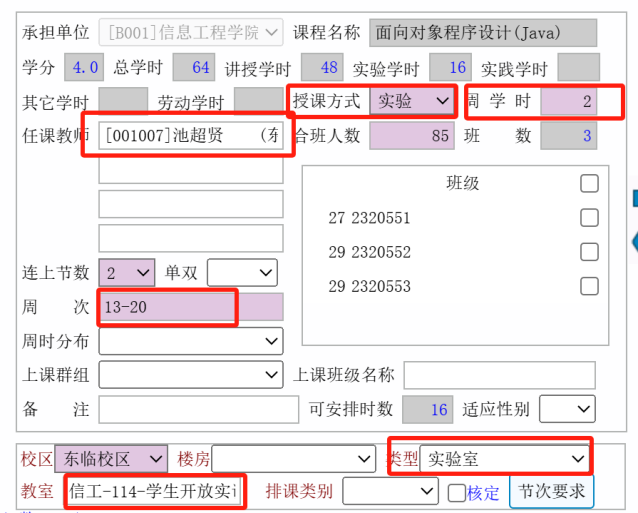 承担单位 [B001]信息工程学院 课程名称 面向对象程序设计(Java)
学分 4.0 总学时 64 讲授学时 48 实验学时 16 实践学时
其它学时 劳动学时 授课方式 实验 周学时 2
任课教师 [001007]池超贤 (东 合班人数 85 班数 3
班级
27 2320551
29 2320552
29 2320553
连上节数 2 单双
周次 13-20
周时分布
上课群组 上课班级名称
备注 可安排时数 16 适应性别
校区 东临校区 楼房 类型 实验室
教室 信工-114-学生开放实 排课类别 核定 节次要求